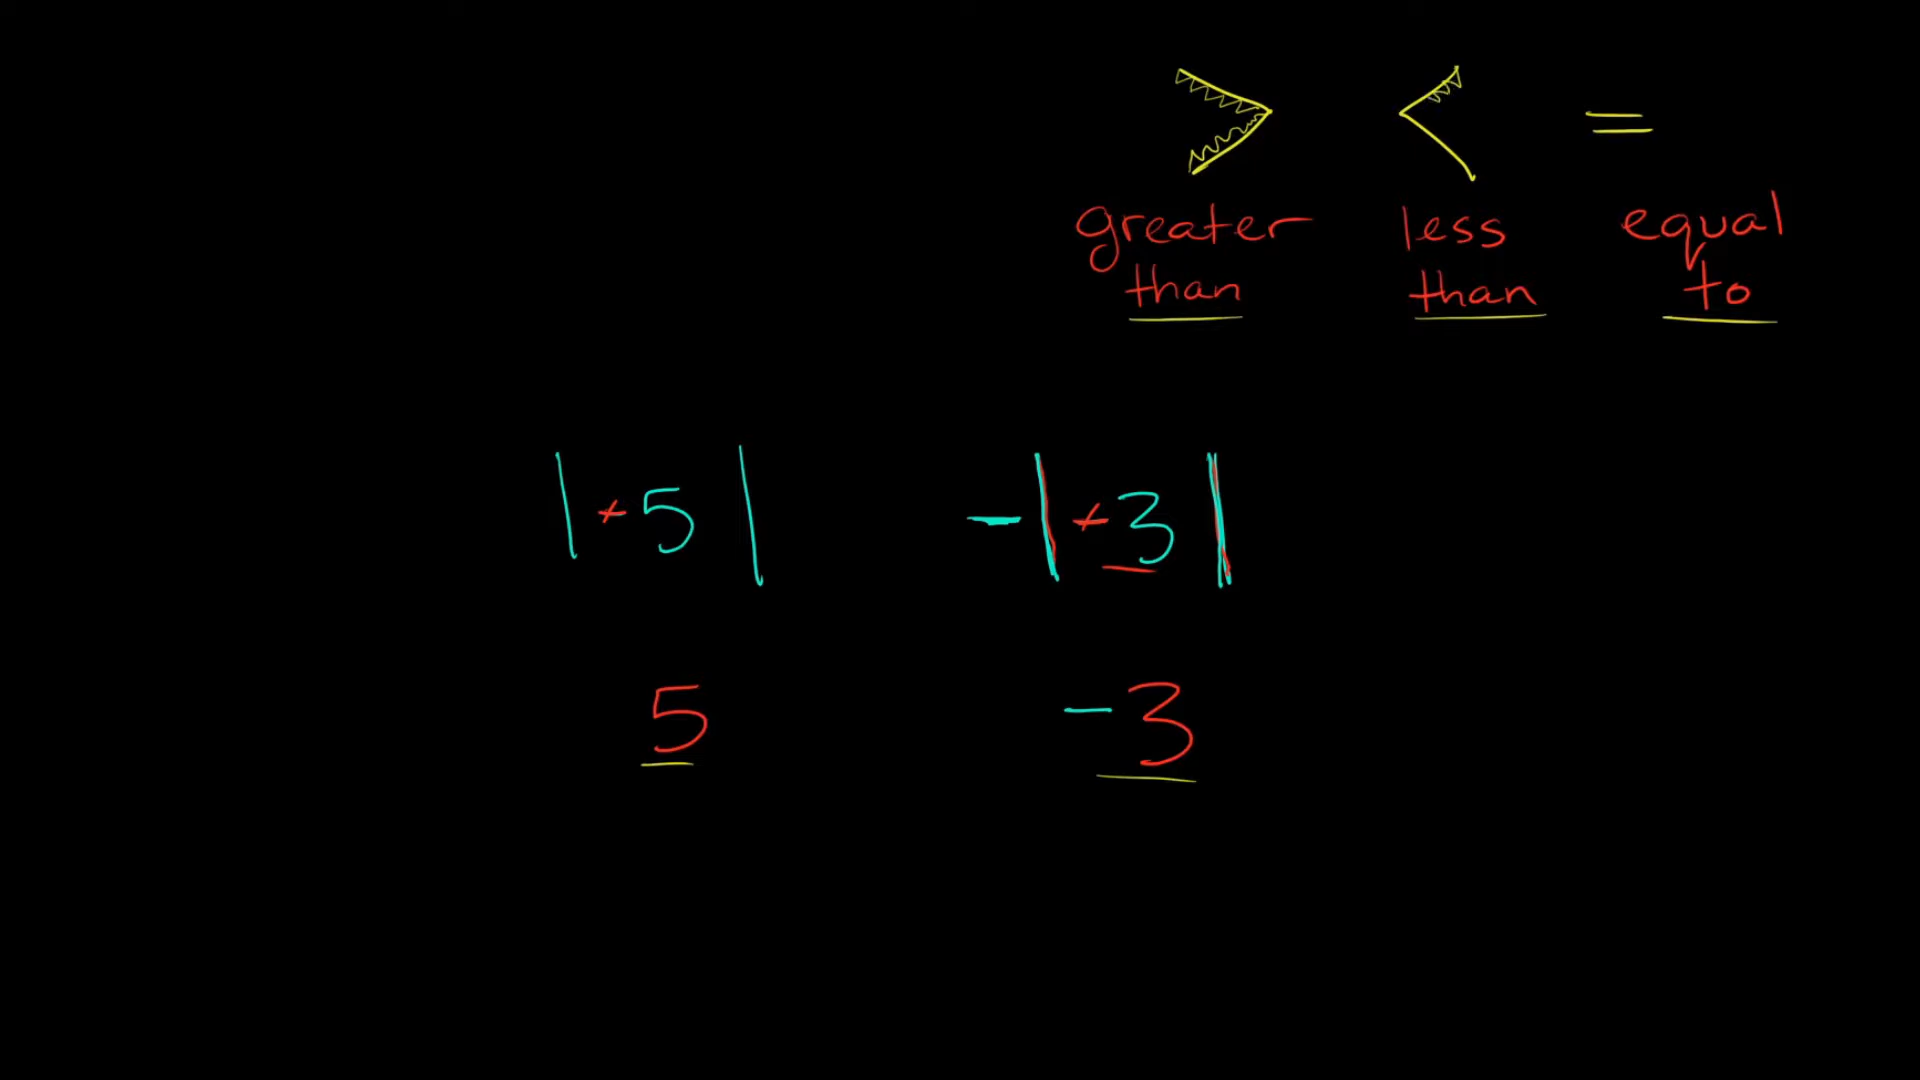 > < =
greater less equal
than than to
|+5| -|+3|
5 -3